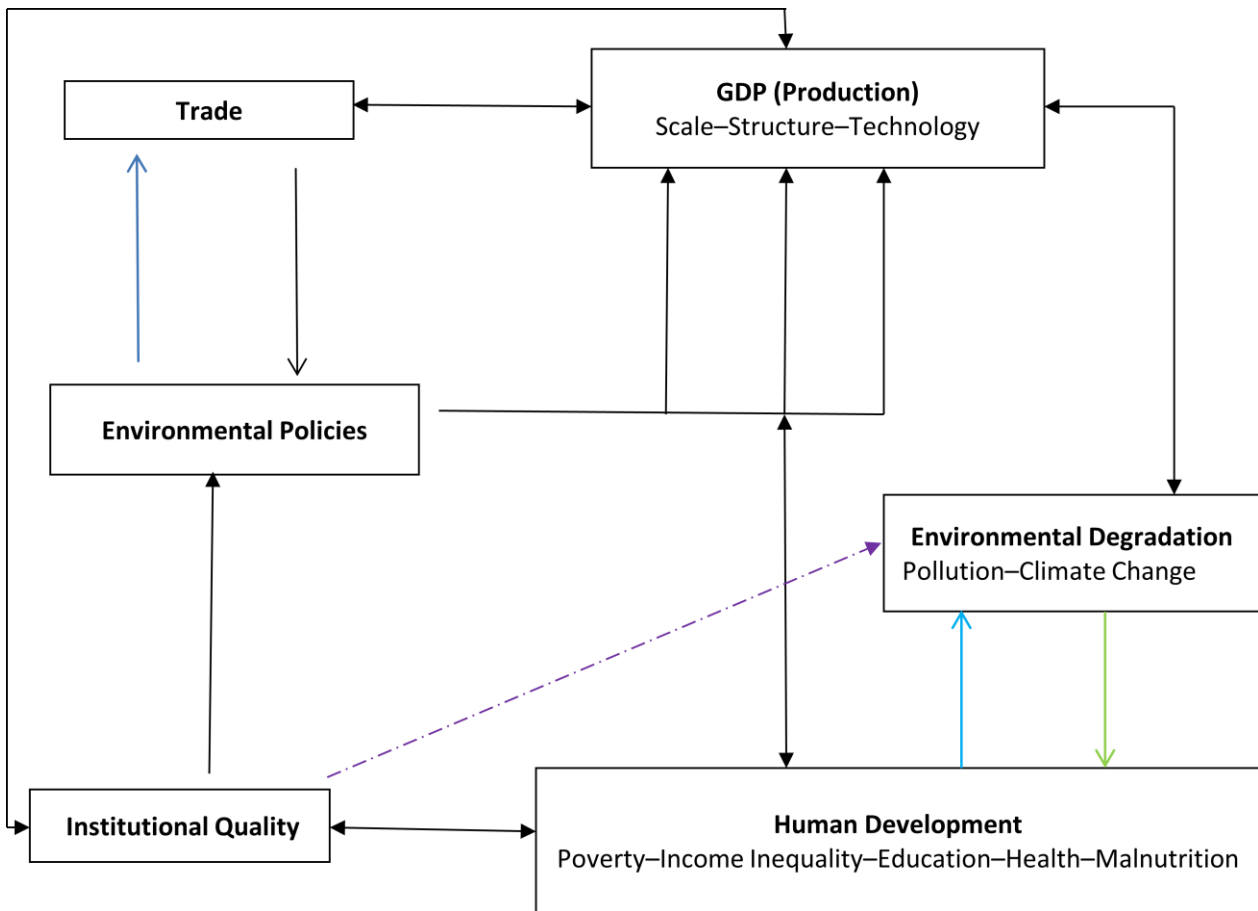 GDP (Production)
Scale–Structure–Technology
Trade
Environmental Policies
Environmental Degradation
Pollution–Climate Change
Institutional Quality
Human Development
Poverty–Income Inequality–Education–Health–Malnutrition